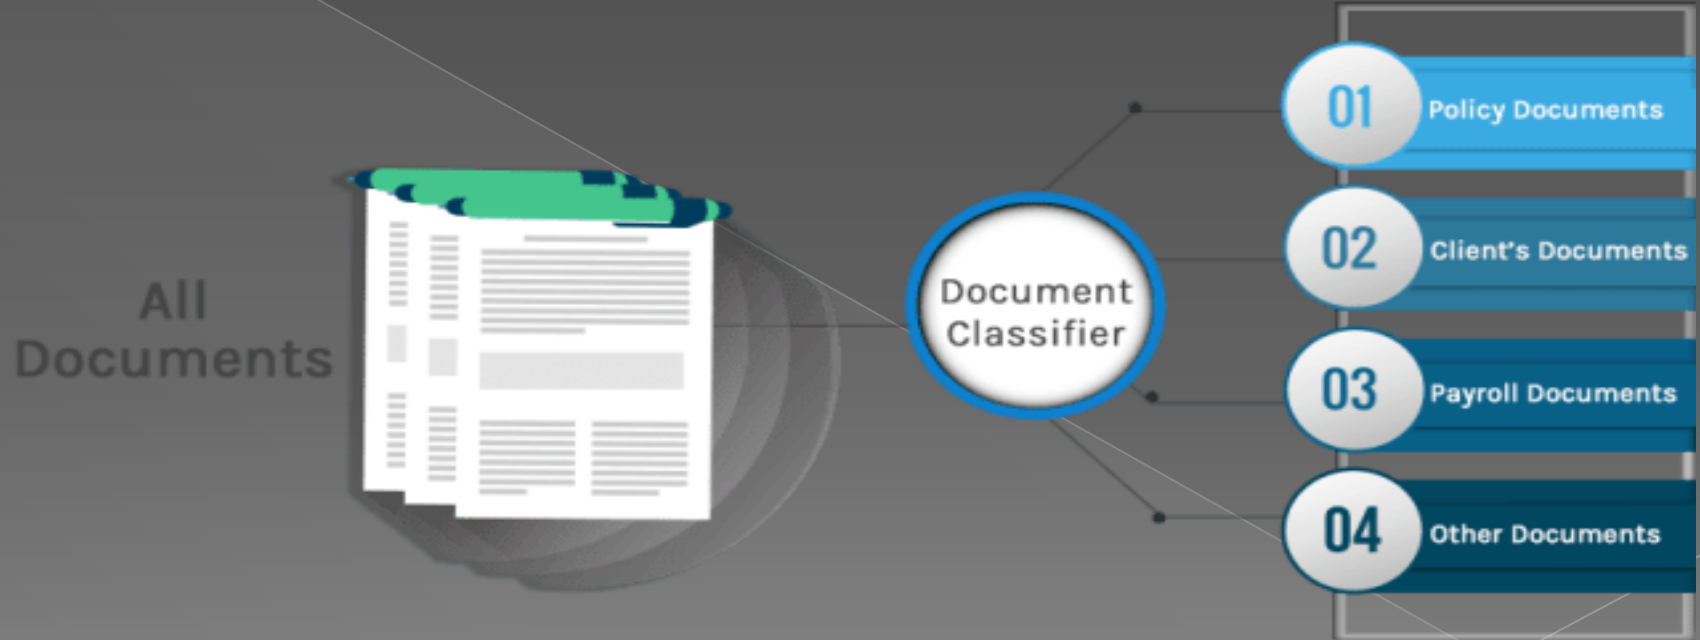 All
Documents
Document
Classifier
01
Policy Documents
02
Client's Documents
03
Payroll Documents
04
Other Documents